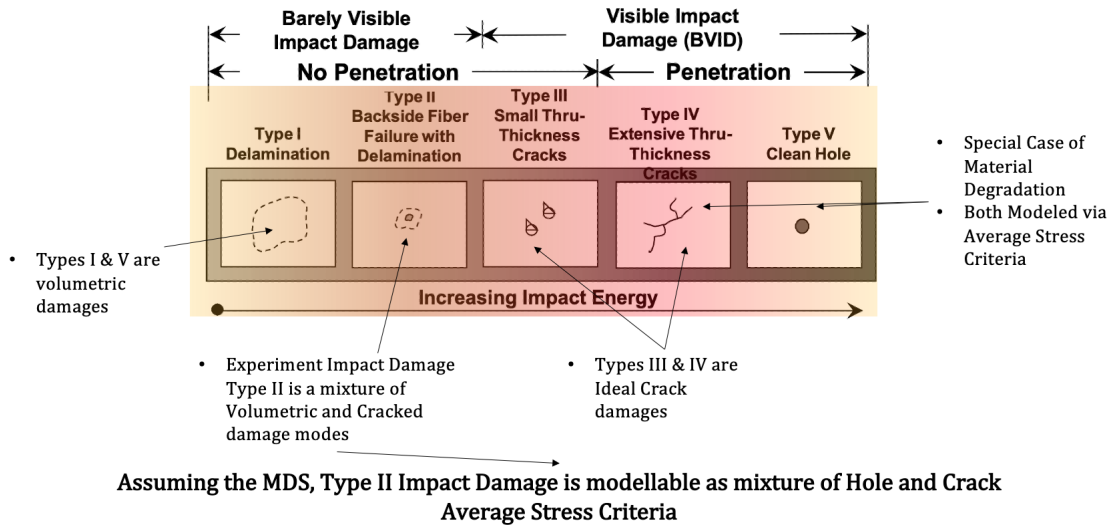 Barely Visible
Impact Damage
Visible Impact
Damage (BVID)
No Penetration
Penetration
Type I
Delamination
Type II
Backside Fiber
Failure with
Delamination
Type III
Small Thru-
Thickness
Cracks
Type IV
Extensive Thru-
Thickness
Cracks
Type V
Clean Hole
• Special Case of
Material
Degradation
• Both Modeled via
Average Stress
Criteria
• Types I & V are
volumetric
damages
Increasing Impact Energy
• Experiment Impact Damage
Type II is a mixture of
Volumetric and Cracked
damage modes
• Types III & IV are
Ideal Crack
damages
Assuming the MDS, Type II Impact Damage is modellable as mixture of Hole and Crack
Average Stress Criteria